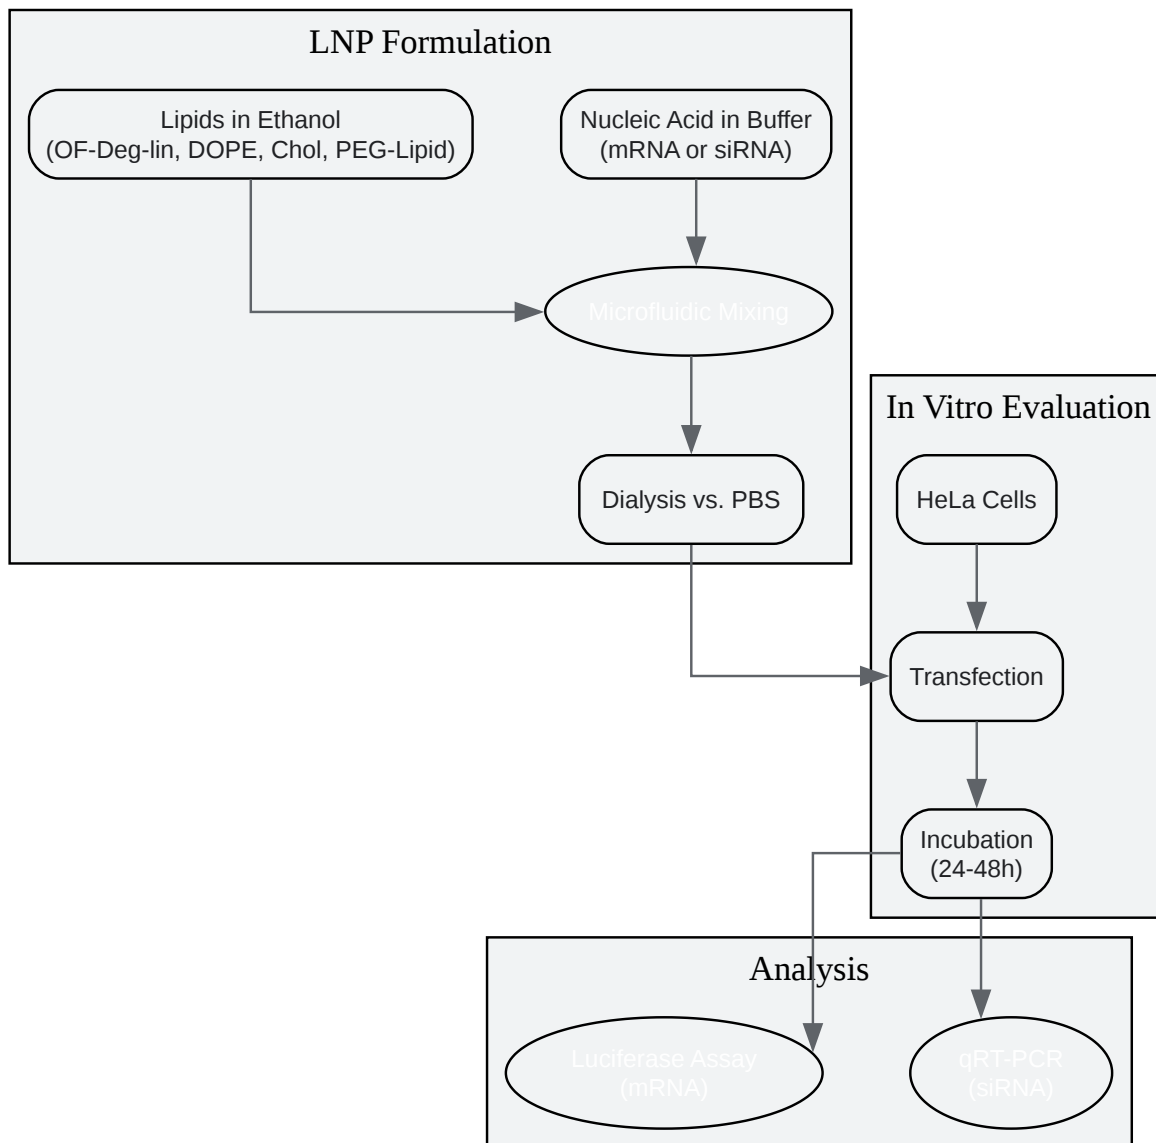 LNP Formulation
Lipids in Ethanol
(OF-Deg-lin, DOPE, Chol, PEG-Lipid)
Nucleic Acid in Buffer
(mRNA or siRNA)
Microfluidic Mixing
Dialysis vs. PBS
In Vitro Evaluation
HeLa Cells
Transfection
Incubation
(24-48h)
Analysis
Luciferase Assay
(mRNA)
qRT-PCR
(siRNA)